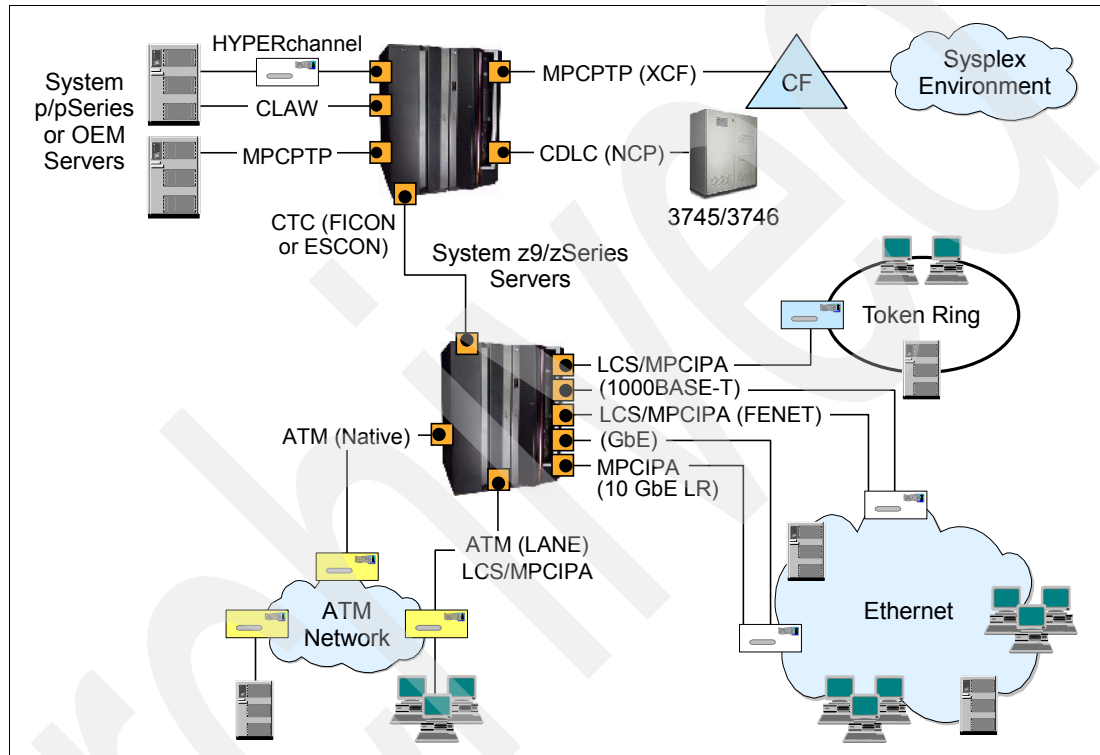 HYPERchannel
System
p/pSeries
or OEM
Servers
CLAW
MPCPTP
MPCPTP (XCF)
CF
Sysplex
Environment
CDLC (NCP)
3745/3746
CTC (FICON
or ESCON)
System z9/zSeries
Servers
Token Ring
LCS/MPCIPA
(1000BASE-T)
LCS/MPCIPA (FENET)
(GbE)
MPCIPA
(10 GbE LR)
ATM (Native)
ATM (LANE)
LCS/MPCIPA
ATM
Network
Ethernet